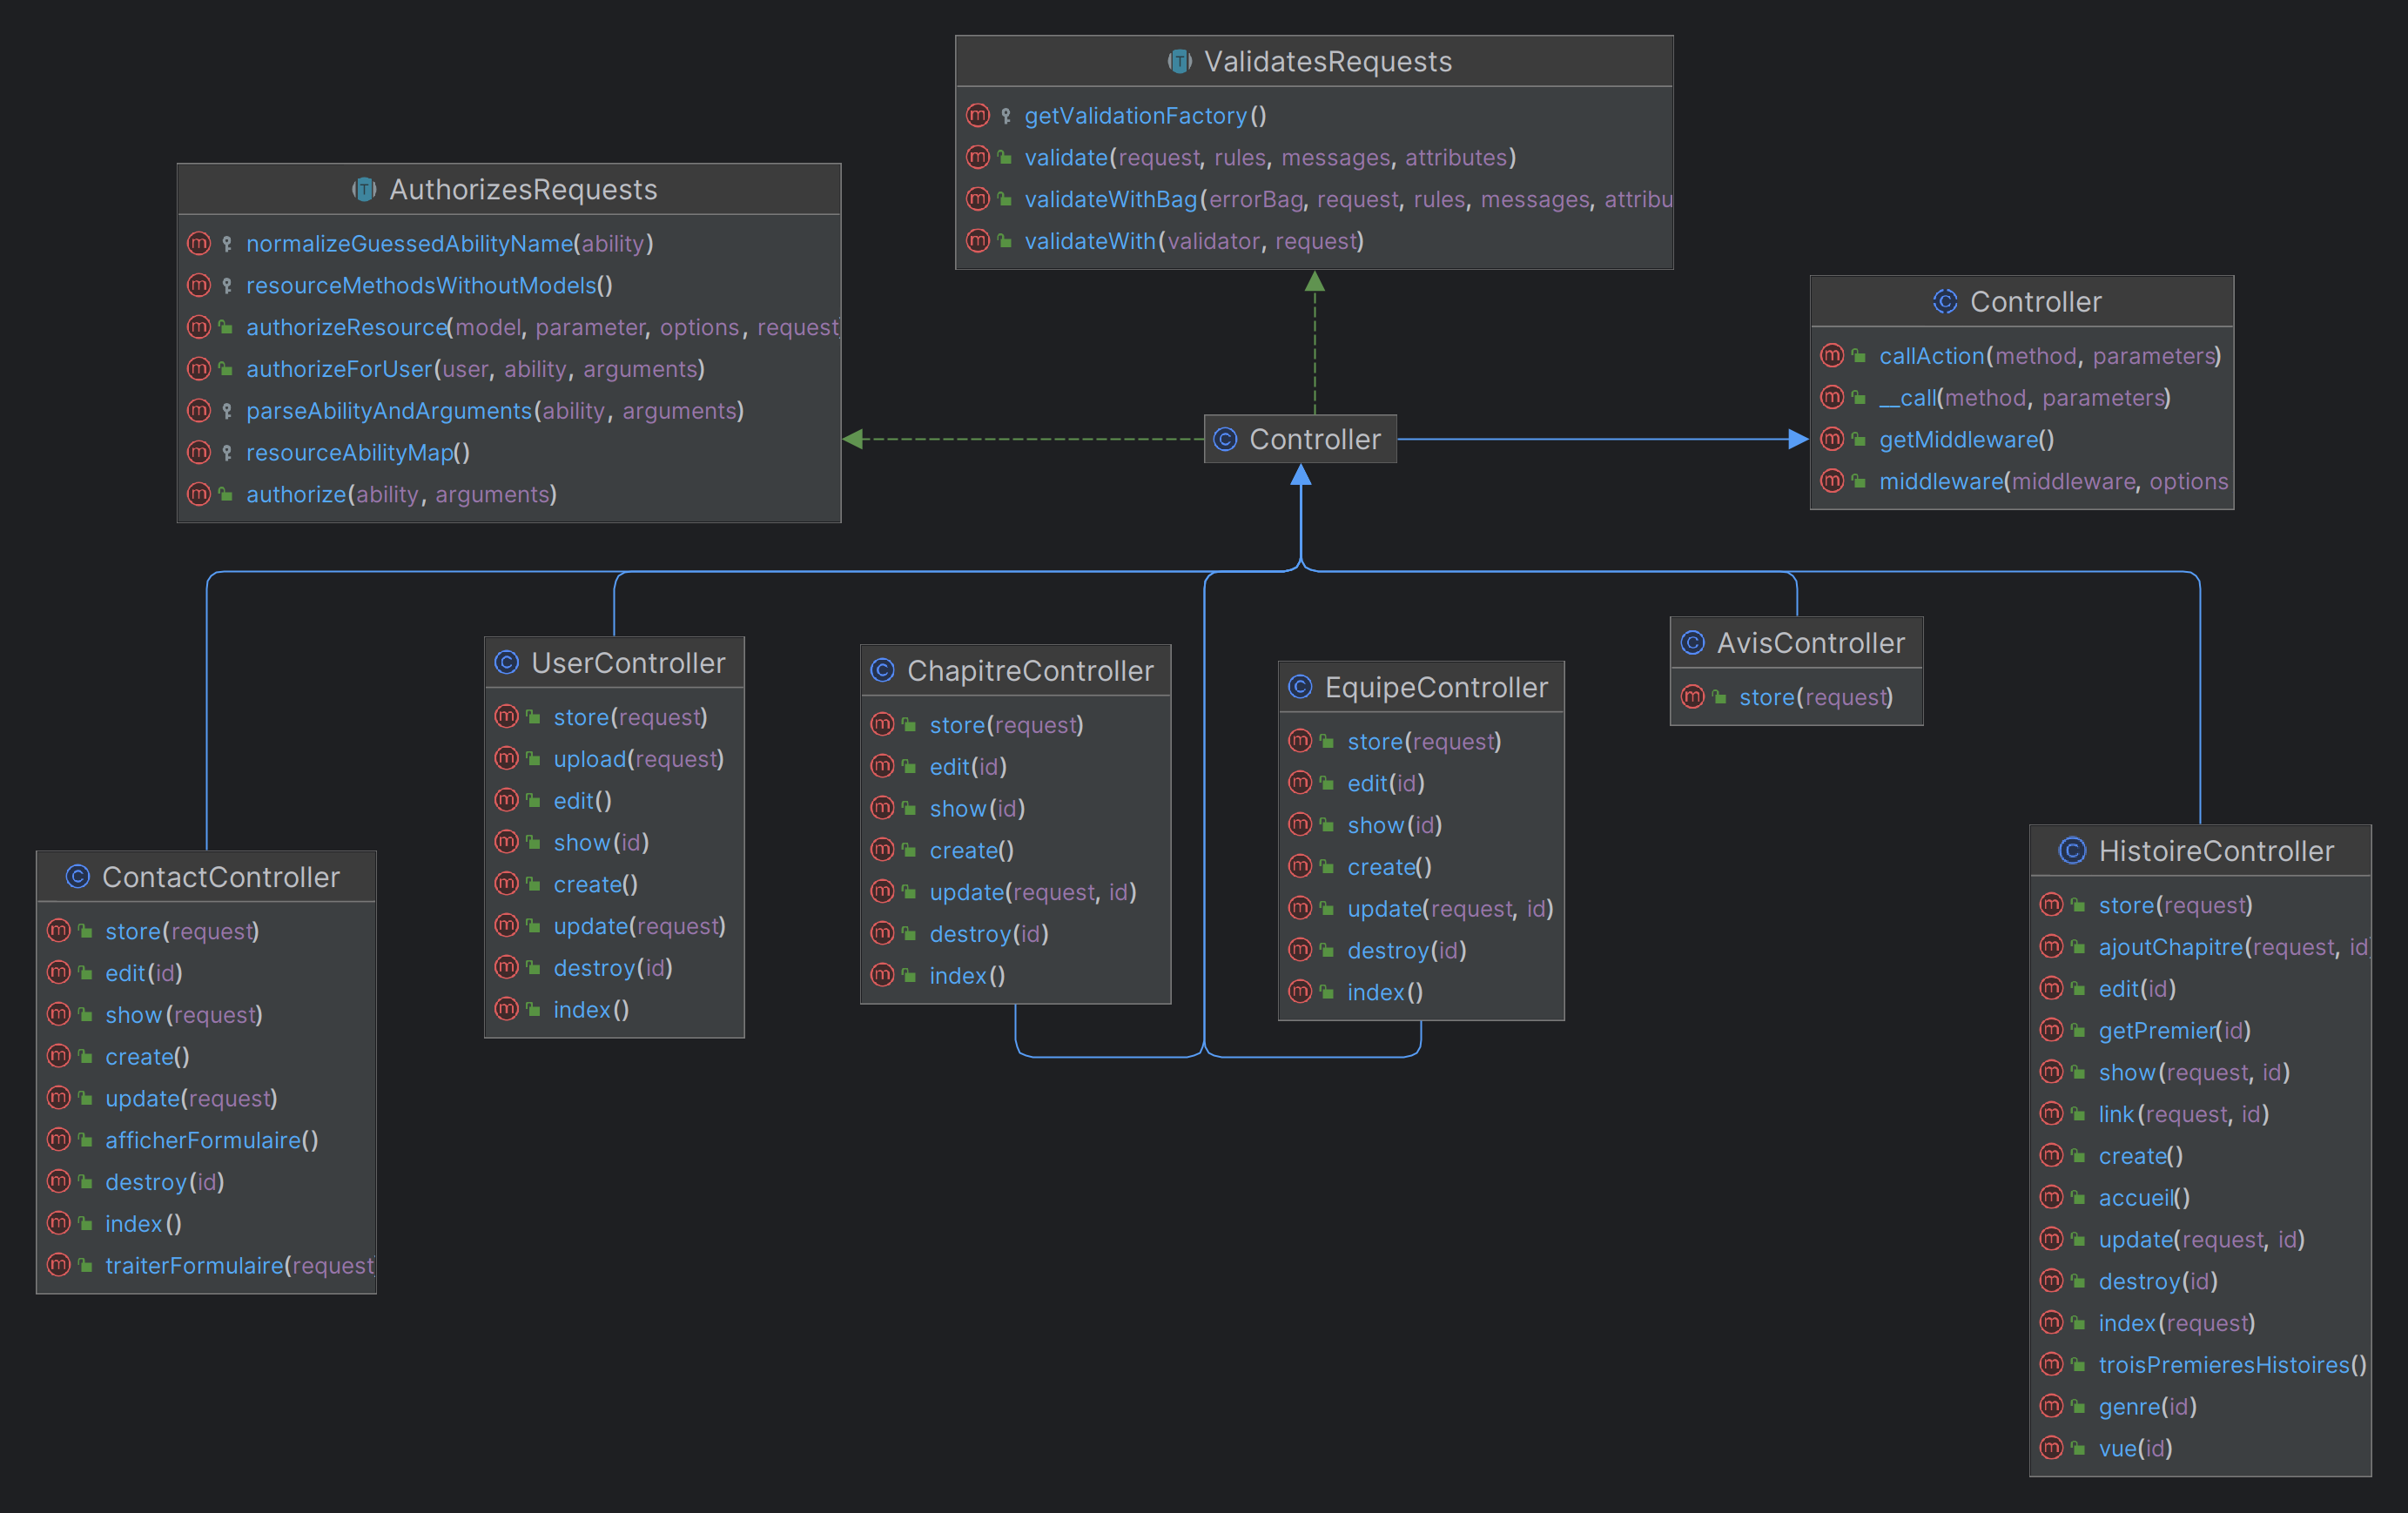 ValidatesRequests
getValidationFactory()
validate(request, rules, messages, attributes)
validateWithBag(errorBag, request, rules, messages, attribu
validateWith(validator, request)
AuthorizesRequests
normalizeGuessedAbilityName(ability)
resourceMethodsWithoutModels()
authorizeResource(model, parameter, options, request
authorizeForUser(user, ability, arguments)
parseAbilityAndArguments(ability, arguments)
resourceAbilityMap()
authorize(ability, arguments)
Controller
callAction(method, parameters)
__call(method, parameters)
getMiddleware()
middleware(middleware, options
Controller
ContactController
store(request)
edit(id)
show(request)
create()
update(request)
afficherFormulaire()
destroy(id)
index()
traiterFormulaire(request
UserController
store(request)
upload(request)
edit()
show(id)
create()
update(request)
destroy(id)
index()
ChapitreController
store(request)
edit(id)
show(id)
create()
update(request, id)
destroy(id)
index()
EquipeController
store(request)
edit(id)
show(id)
create()
update(request, id)
destroy(id)
index()
AvisController
store(request)
HistoireController
store(request)
ajoutChapitre(request, id
edit(id)
getPremier(id)
show(request, id)
link(request, id)
create()
accueil()
update(request, id)
destroy(id)
index(request)
troisPremieresHistoires()
genre(id)
vue(id)